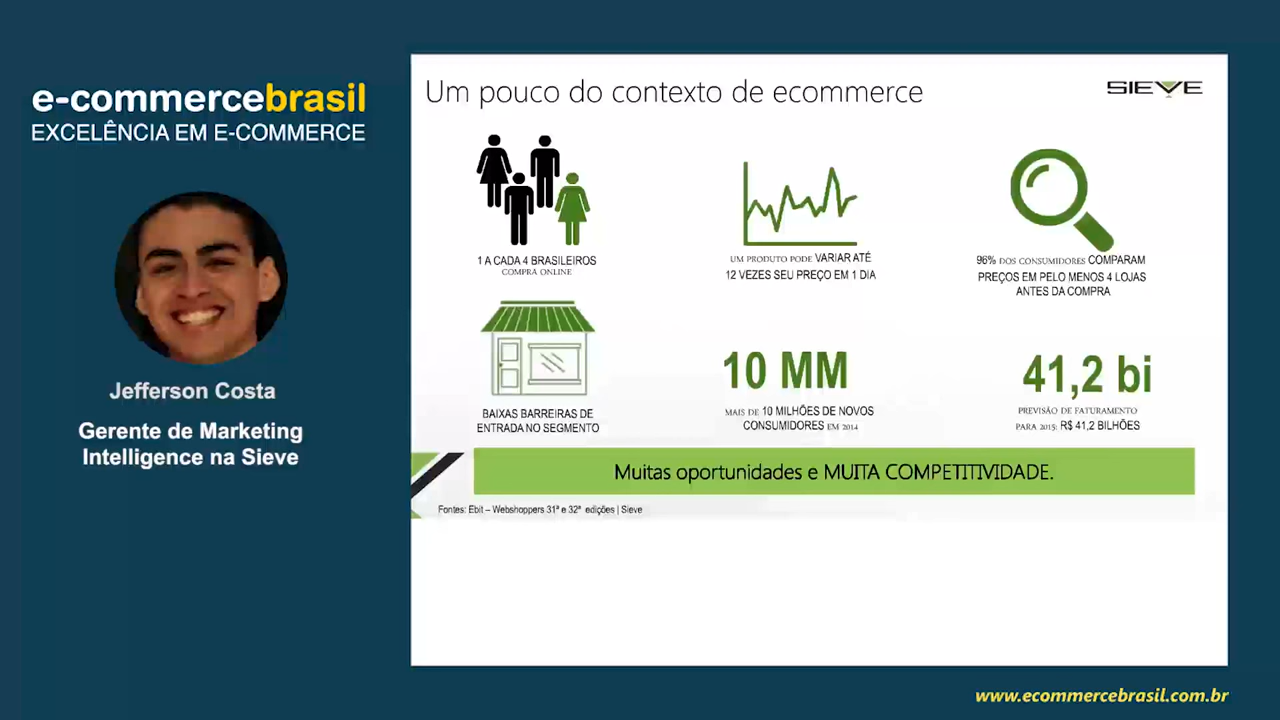 e-commercebrasil
EXCELÊNCIA EM E-COMMERCE
Jefferson Costa
Gerente de Marketing
Intelligence na Sieve
Um pouco do contexto de ecommerce
SIEVE
1 A CADA 4 BRASILEIROS
COMPRA ONLINE
UM PRODUTO PODE VARIAR ATÉ
12 VEZES SEU PREÇO EM 1 DIA
96% DOS CONSUMIDORES COMPARAM
PREÇOS EM PELO MENOS 4 LOJAS
ANTES DA COMPRA
BAIXAS BARREIRAS DE
ENTRADA NO SEGMENTO
10 MM
MAIS DE 10 MILHÕES DE NOVOS
CONSUMIDORES EM 2014
41,2 bi
PREVISÃO DE FATURAMENTO
PARA 2015: R$ 41,2 BILHÕES
Muitas oportunidades e MUITA COMPETITIVIDADE.
Fontes: Ebit – Webshoppers 31ª e 32ª edições | Sieve
www.ecommercebrasil.com.br